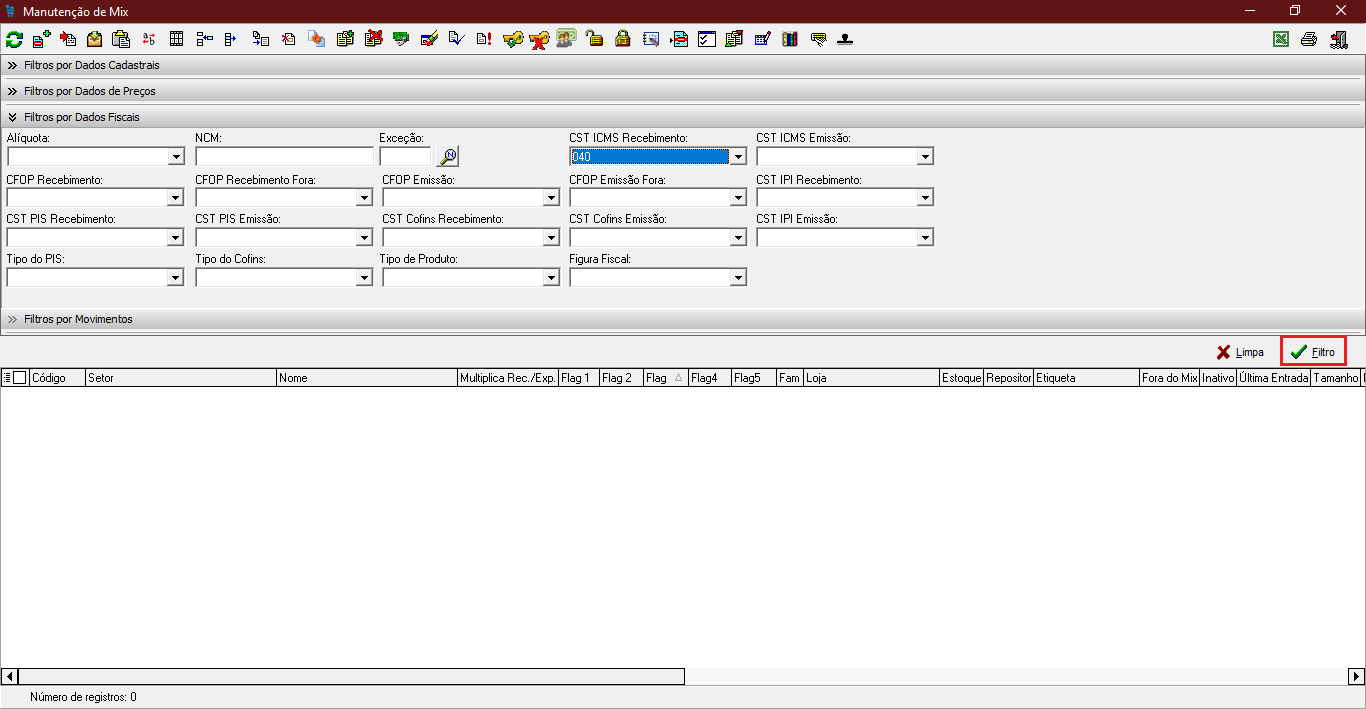 Manutenção de Mix
Filtros por Dados Cadastrais
Filtros por Dados de Preços
Filtros por Dados Fiscais
Alíquota: NCM: Exceção: CST ICMS Recebimento: CST ICMS Emissão:
040
CFOP Recebimento: CFOP Recebimento Fora: CFOP Emissão: CFOP Emissão Fora: CST IPI Recebimento:
CST PIS Recebimento: CST PIS Emissão: CST Cofins Recebimento: CST Cofins Emissão: CST IPI Emissão:
Tipo do PIS: Tipo do Cofins: Tipo de Produto: Figura Fiscal:
Filtros por Movimentos
Limpa Filtro
Código Setor Nome Multiplica Rec./Exp. Flag 1 Flag 2 Flag Flag4 Flag5 Fam Loja Estoque Repositor Etiqueta Fora do Mix Inativo Última Entrada Tamanho
Número de registros: 0